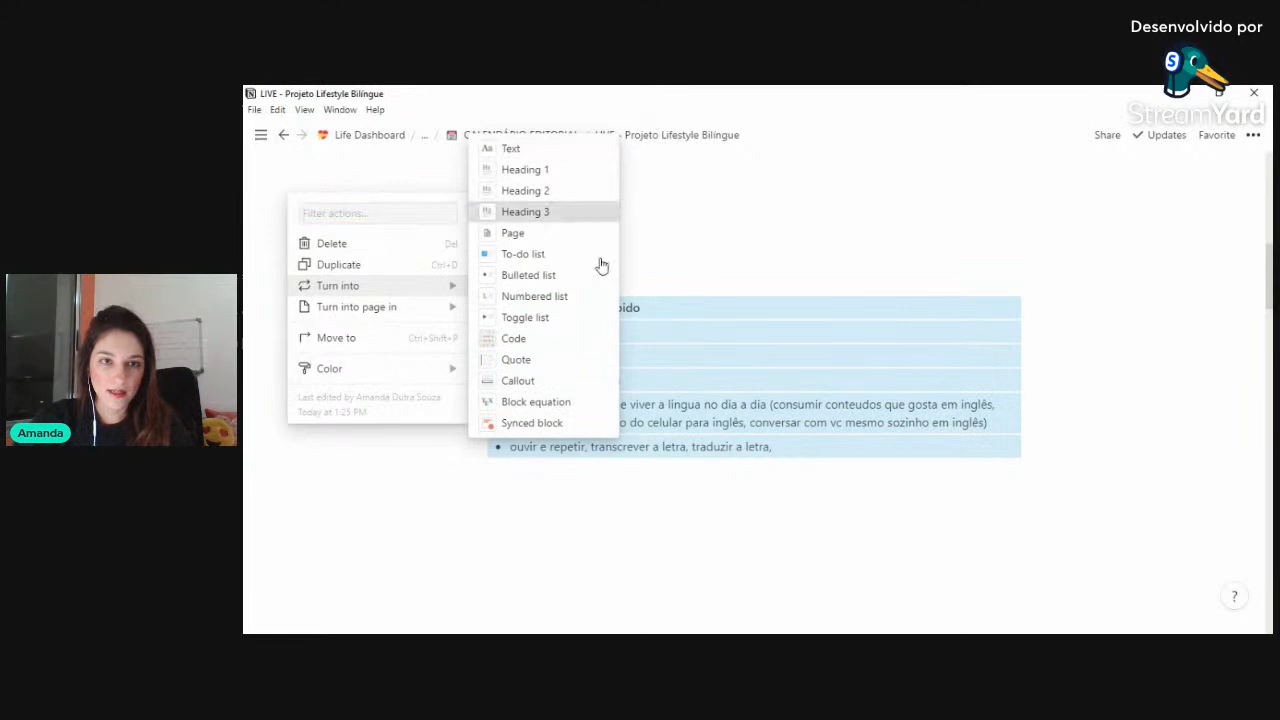 Desenvolvido por
S
StreamYard
LIVE - Projeto Lifestyle Bilíngue
File Edit View Window Help
Life Dashboard / ... / CALENDÁRIO EDITORIAL / LIVE - Projeto Lifestyle Bilíngue
Share Updates Favorite
Filter actions...
Delete Del
Duplicate Ctrl+D
Turn into
Turn into page in
Move to Ctrl+Shift+P
Color
Last edited by Amanda Dutra Souza
Today at 1:25 PM
Aa Text
Heading 1
Heading 2
Heading 3
Page
To-do list
Bulleted list
Numbered list
Toggle list
Code
Quote
Callout
Block equation
Synced block
e viver a língua no dia a dia (consumir conteudos que gosta em inglês,
do celular para inglês, conversar com vc mesmo sozinho em inglês)
• ouvir e repetir, transcrever a letra, traduzir a letra,
Amanda
?